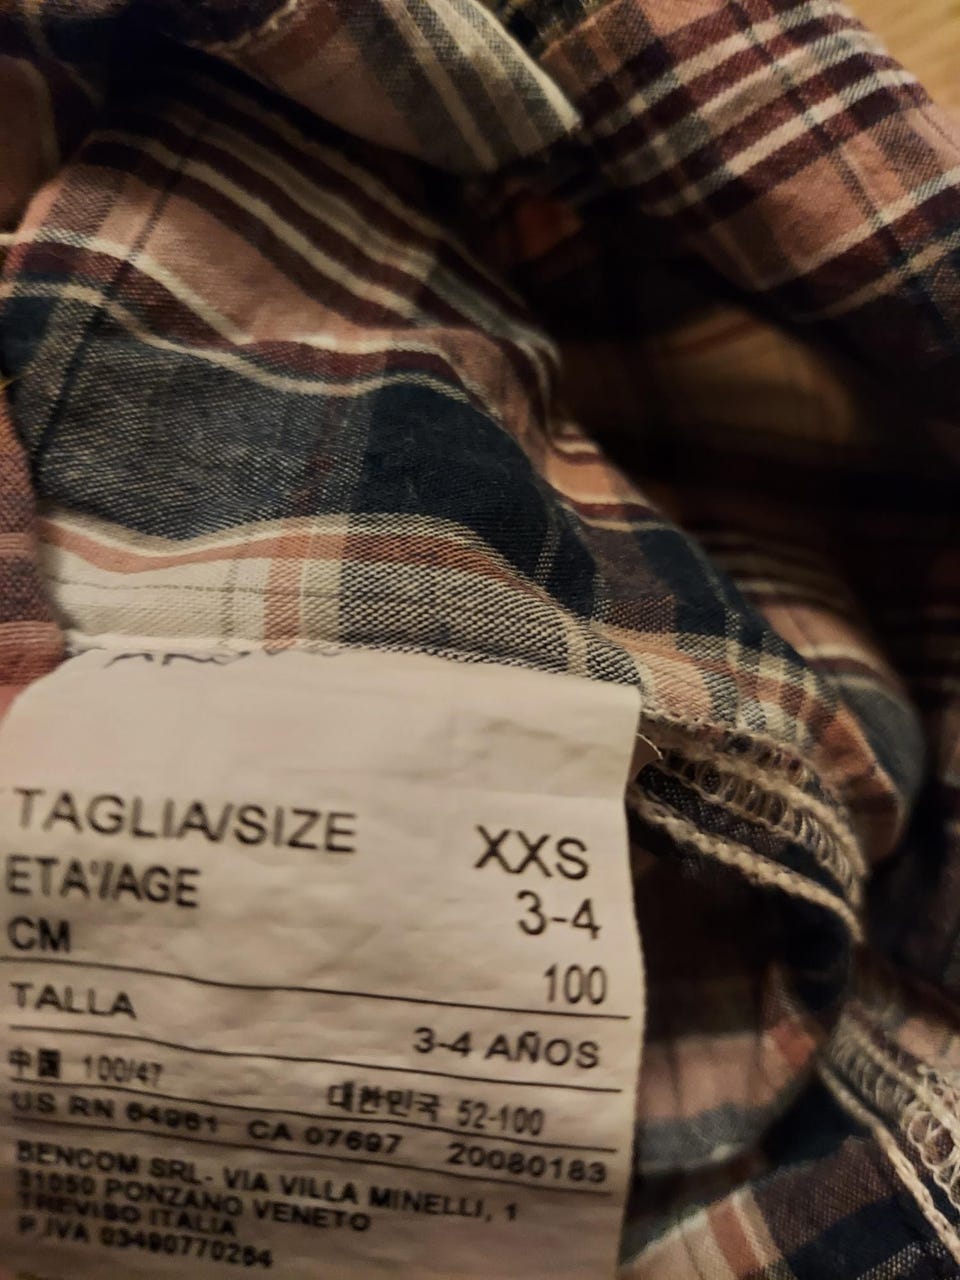 TAGLIA/SIZE XXS
ETA'/AGE 3-4
CM 100
TALLA 3-4 AÑOS
中国 100/47 대한민국 52-100
US RN 64981 CA 07697 20080183
BENCOM SRL- VIA VILLA MINELLI, 1
31050 PONZANO VENETO
TREVISO ITALIA
P.IVA 03490770264